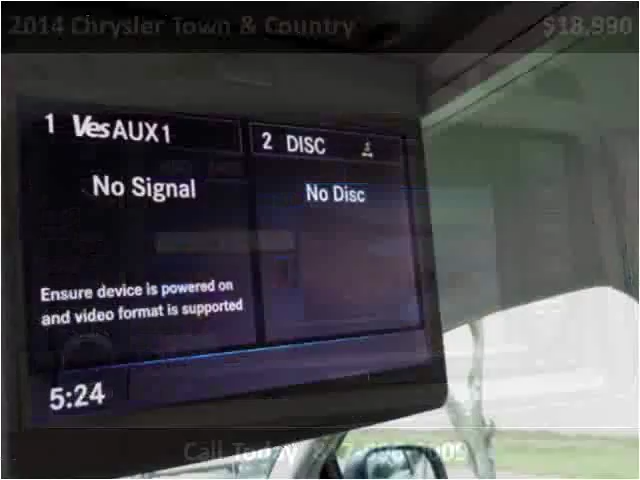 2014 Chrysler Town & Country
$18,990
1 VesAUX1
2 DISC
No Signal
No Disc
Ensure device is powered on
and video format is supported
5:24
Call Today